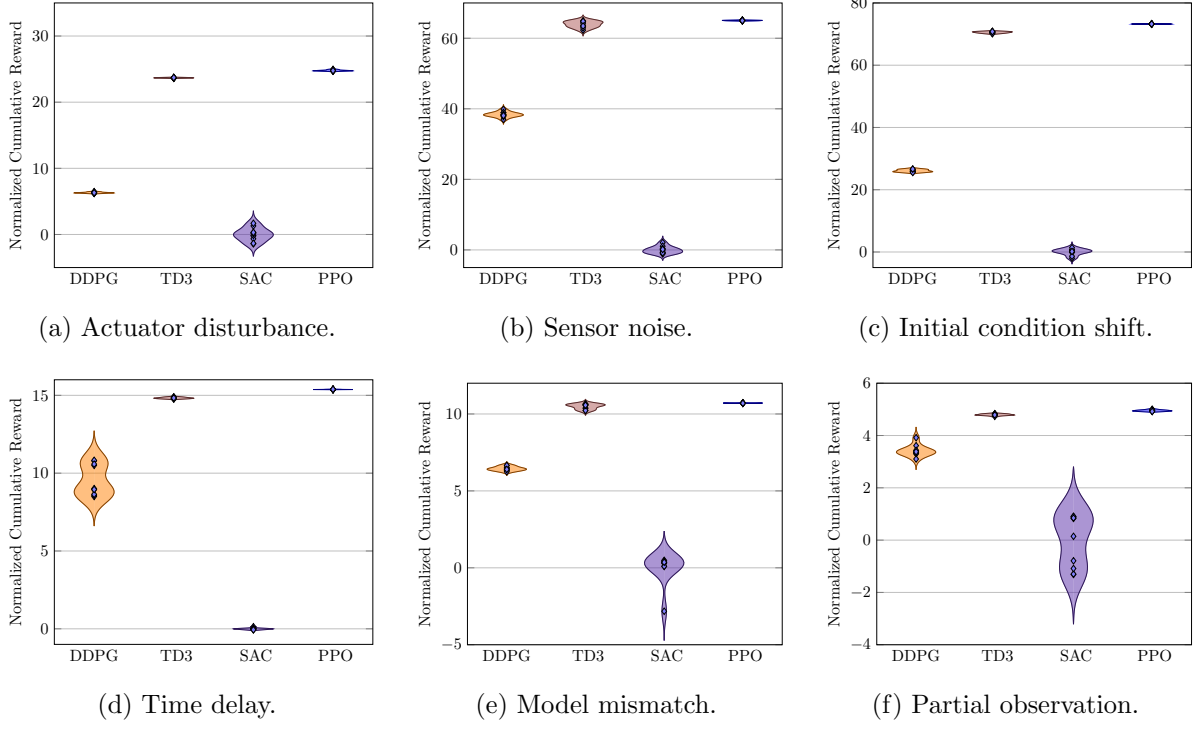 Normalized Cumulative Reward
30
20
10
0
DDPG TD3 SAC PPO
(a) Actuator disturbance.
Normalized Cumulative Reward
60
40
20
0
DDPG TD3 SAC PPO
(b) Sensor noise.
Normalized Cumulative Reward
80
60
40
20
0
DDPG TD3 SAC PPO
(c) Initial condition shift.
Normalized Cumulative Reward
15
10
5
0
DDPG TD3 SAC PPO
(d) Time delay.
Normalized Cumulative Reward
10
5
0
−5
DDPG TD3 SAC PPO
(e) Model mismatch.
Normalized Cumulative Reward
6
4
2
0
−2
−4
DDPG TD3 SAC PPO
(f) Partial observation.